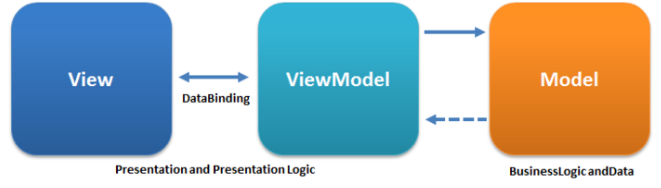 View
ViewModel
Model
DataBinding
Presentation and Presentation Logic
BusinessLogic andData